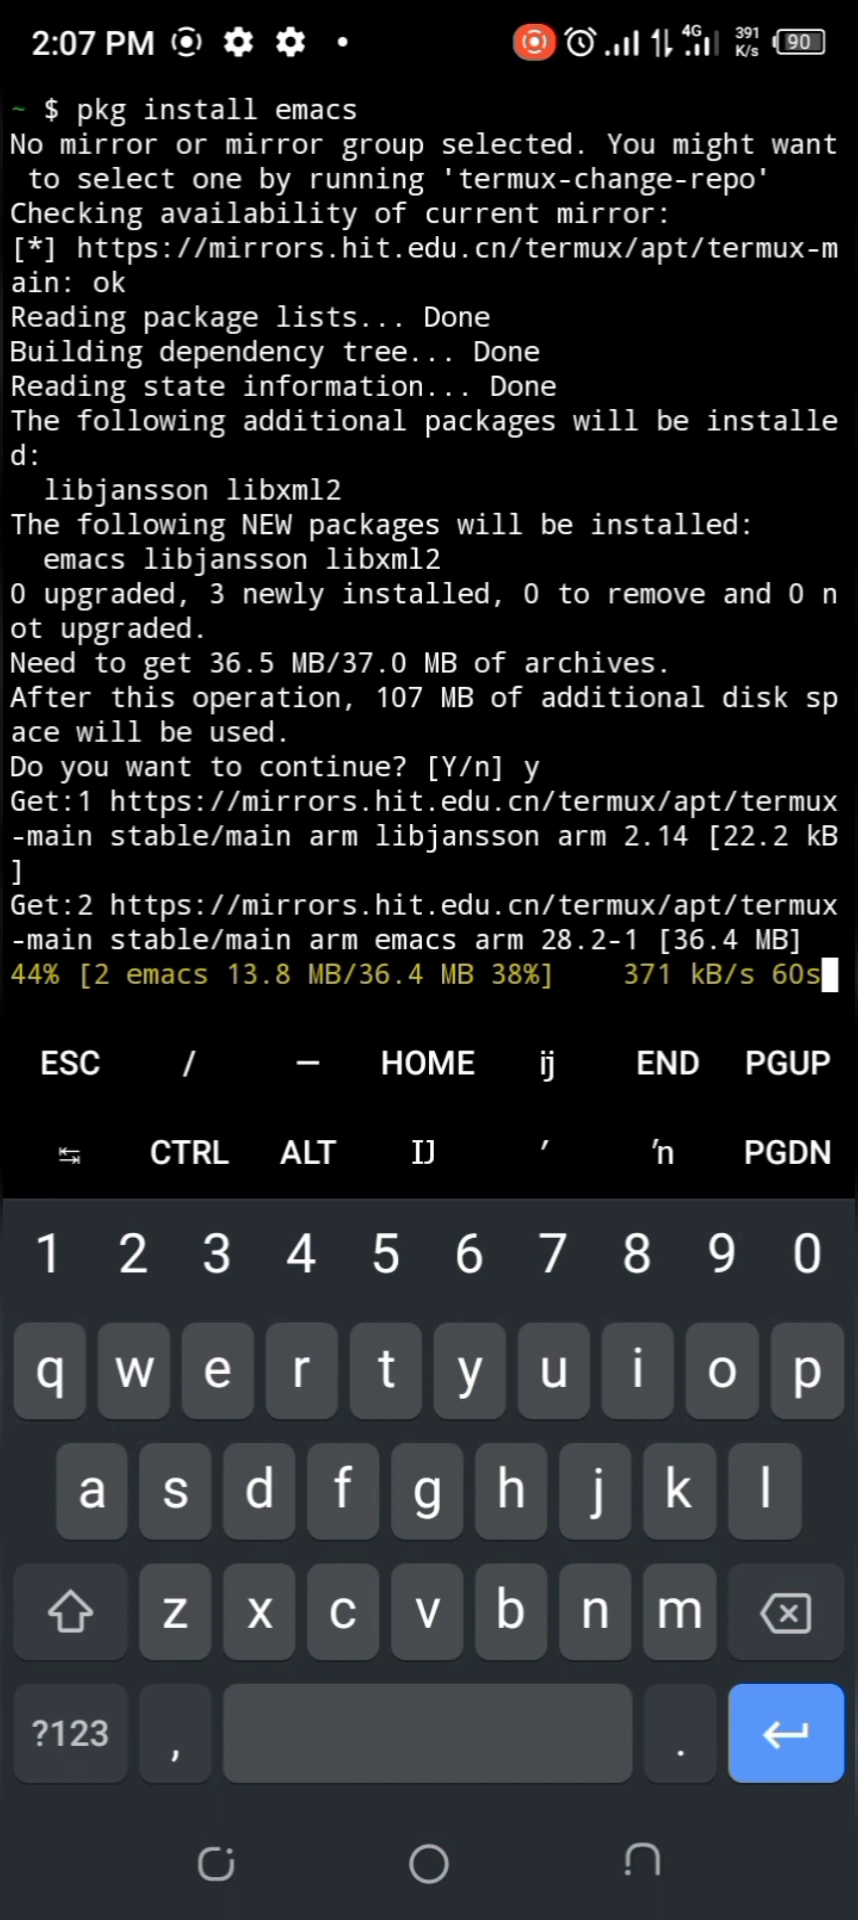 2:07 PM 4G 391 K/s 90
~ $ pkg install emacs
No mirror or mirror group selected. You might want
 to select one by running 'termux-change-repo'
Checking availability of current mirror:
[*] https://mirrors.hit.edu.cn/termux/apt/termux-m
ain: ok
Reading package lists... Done
Building dependency tree... Done
Reading state information... Done
The following additional packages will be installe
d:
  libjansson libxml2
The following NEW packages will be installed:
  emacs libjansson libxml2
0 upgraded, 3 newly installed, 0 to remove and 0 n
ot upgraded.
Need to get 36.5 MB/37.0 MB of archives.
After this operation, 107 MB of additional disk sp
ace will be used.
Do you want to continue? [Y/n] y
Get:1 https://mirrors.hit.edu.cn/termux/apt/termux
-main stable/main arm libjansson arm 2.14 [22.2 kB
]
Get:2 https://mirrors.hit.edu.cn/termux/apt/termux
-main stable/main arm emacs arm 28.2-1 [36.4 MB]
44% [2 emacs 13.8 MB/36.4 MB 38%]    371 kB/s 60s
ESC / — HOME ĳ END PGUP
↹ CTRL ALT Ĳ ′ ŉ PGDN
1 2 3 4 5 6 7 8 9 0
q w e r t y u i o p
a s d f g h j k l
z x c v b n m
?123 , .